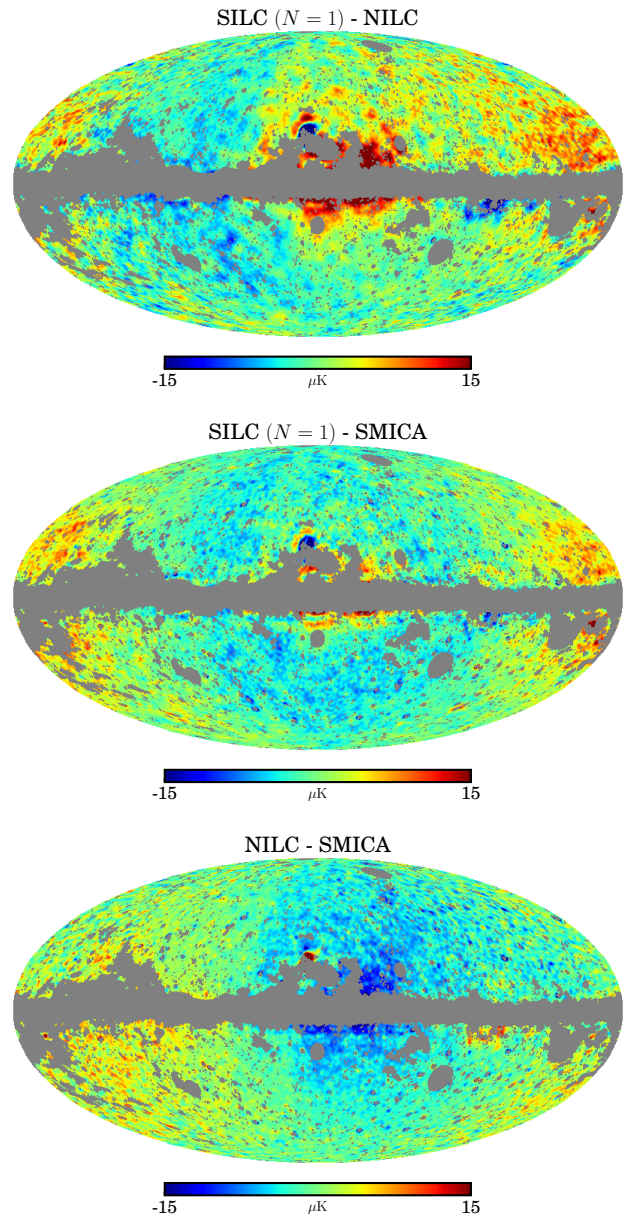 SILC (N = 1) - NILC
-15 μK 15
SILC (N = 1) - SMICA
-15 μK 15
NILC - SMICA
-15 μK 15